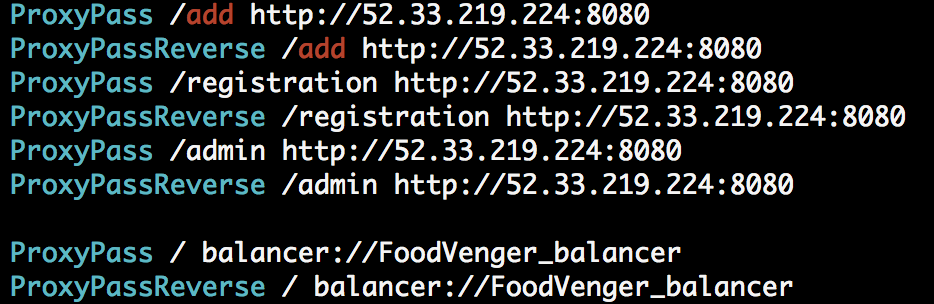 ProxyPass /add http://52.33.219.224:8080
ProxyPassReverse /add http://52.33.219.224:8080
ProxyPass /registration http://52.33.219.224:8080
ProxyPassReverse /registration http://52.33.219.224:8080
ProxyPass /admin http://52.33.219.224:8080
ProxyPassReverse /admin http://52.33.219.224:8080
ProxyPass / balancer://FoodVenger_balancer
ProxyPassReverse / balancer://FoodVenger_balancer